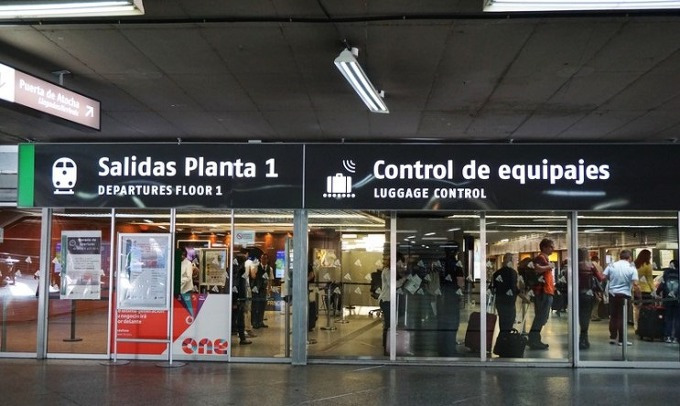 Puerta de Atocha
Salidas Planta 1
DEPARTURES FLOOR 1
Control de equipajes
LUGGAGE CONTROL
one